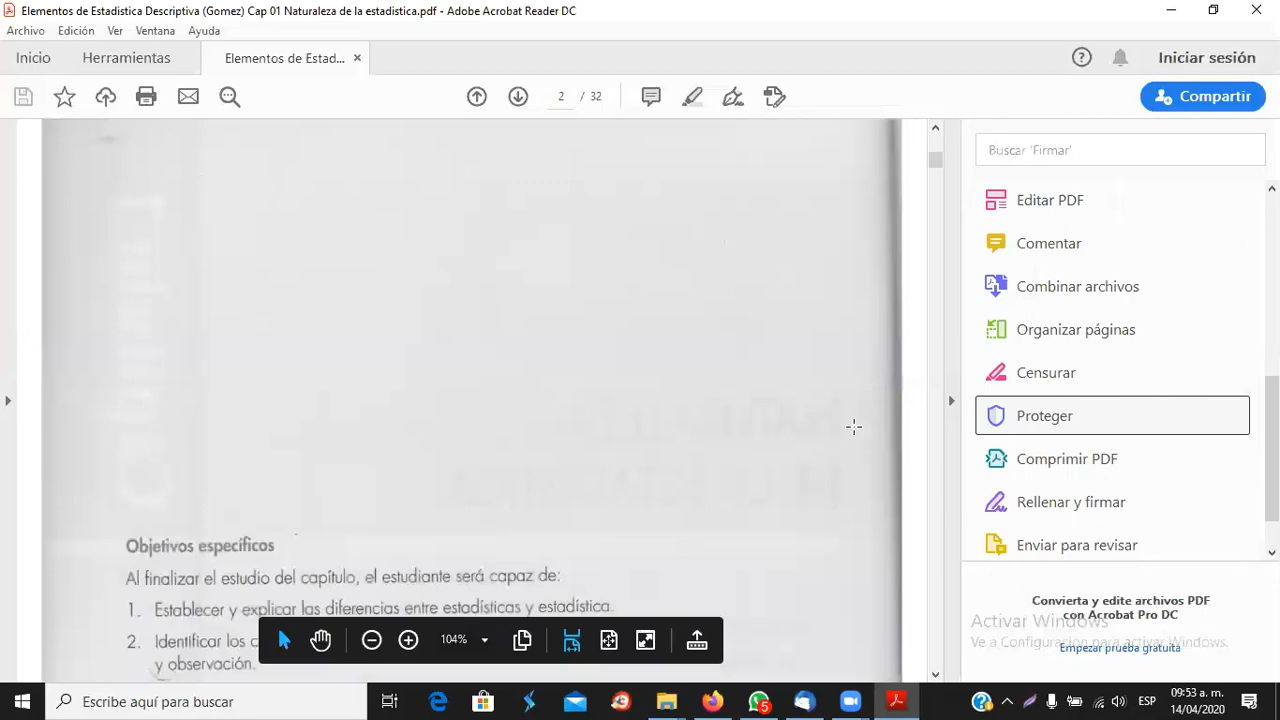 Elementos de Estadistica Descriptiva (Gomez) Cap 01 Naturaleza de la estadistica.pdf - Adobe Acrobat Reader DC
Archivo Edición Ver Ventana Ayuda
Inicio Herramientas Elementos de Estad... × Iniciar sesión
2 / 32 Compartir
Buscar 'Firmar'
Editar PDF
Comentar
Combinar archivos
Organizar páginas
Censurar
Proteger
Comprimir PDF
Rellenar y firmar
Enviar para revisar
Convierta y edite archivos PDF
con Acrobat Pro DC
Empezar prueba gratuita
Activar Windows
Ve a Configuración para activar Windows.
Objetivos específicos
Al finalizar el estudio del capítulo, el estudiante será capaz de:
1. Establecer y explicar las diferencias entre estadísticas y estadística.
2. Identificar los c
y observación.
104%
Escribe aquí para buscar
5
ESP
09:53 a. m.
14/04/2020